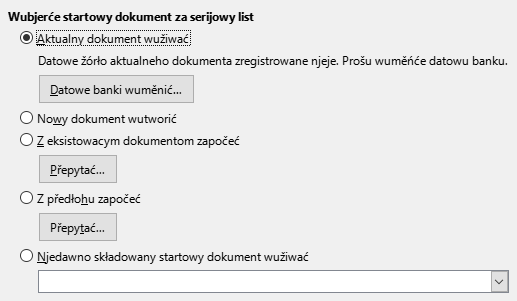 Wubjerće startowy dokument za serijowy list
Aktualny dokument wužiwać
Datowe žórło aktualneho dokumenta zregistrowane njeje. Prošu wuměńće datowu banku.
Datowe banki wuměnić...
Nowy dokument wutworić
Z eksistowacym dokumentom započeć
Přepytać...
Z předłohu započeć
Přepytać...
Njedawno składowany startowy dokument wužiwać